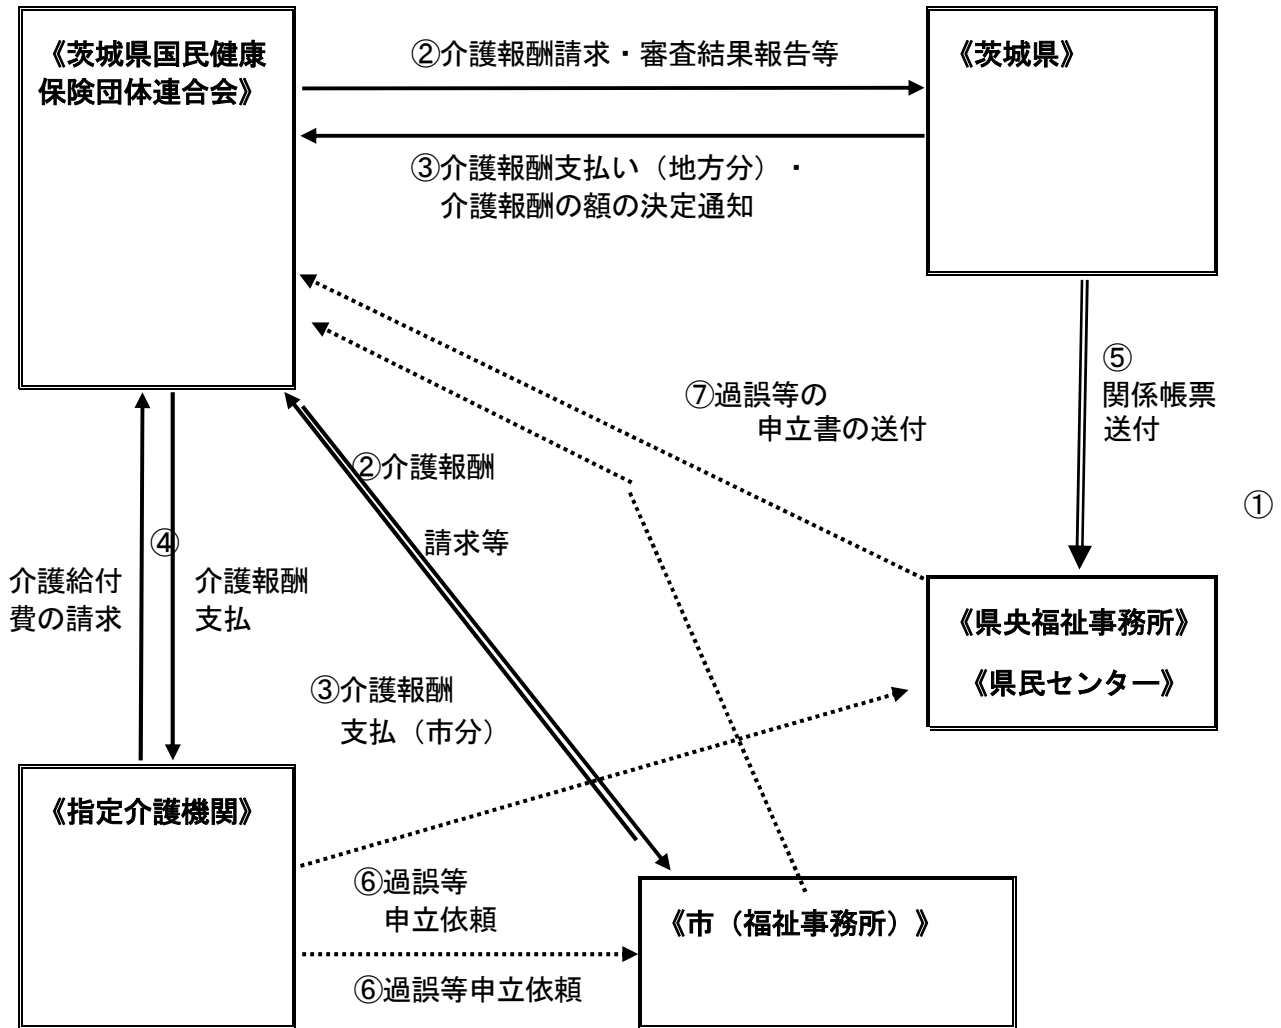 《茨城県国民健康
保険団体連合会》
②介護報酬請求・審査結果報告等
《茨城県》
③介護報酬支払い（地方分）・
介護報酬の額の決定通知
⑤
関係帳票
送付
⑦過誤等の
申立書の送付
②介護報酬
請求等
①
④
介護給付
費の請求
介護報酬
支払
《県央福祉事務所》
《県民センター》
③介護報酬
支払（市分）
《指定介護機関》
⑥過誤等
申立依頼
《市（福祉事務所）》
⑥過誤等申立依頼